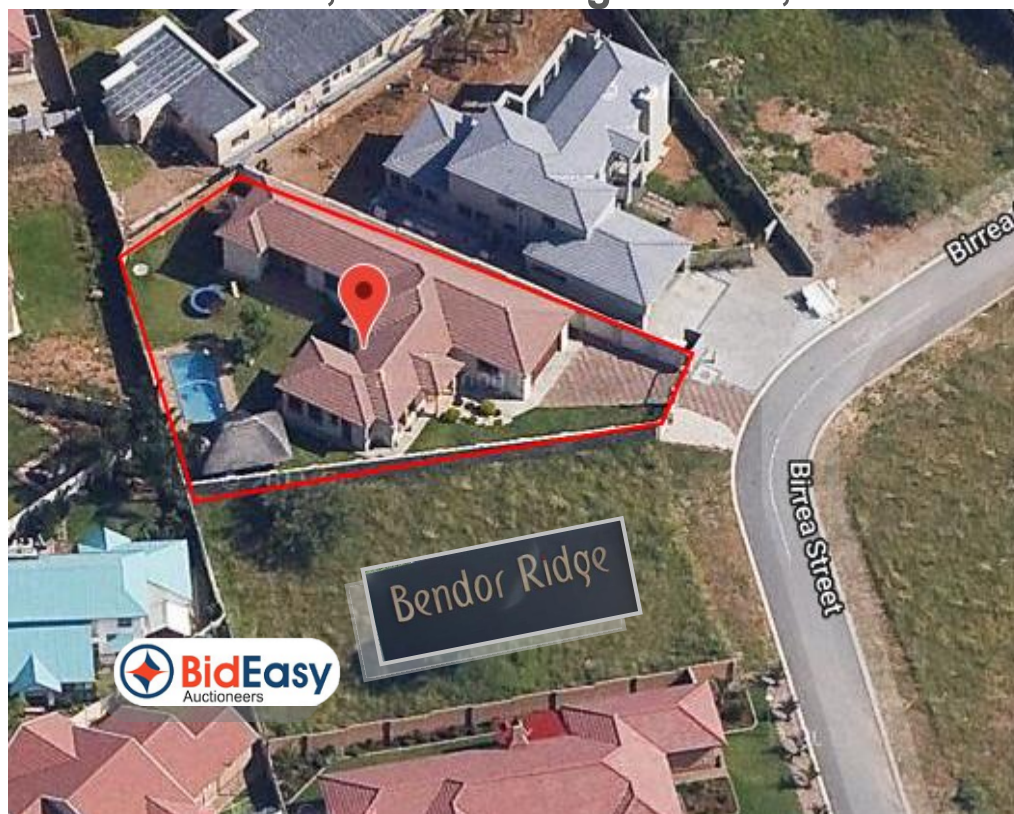 Birrea
Birrea Street
Bendor Ridge
BidEasy
Auctioneers